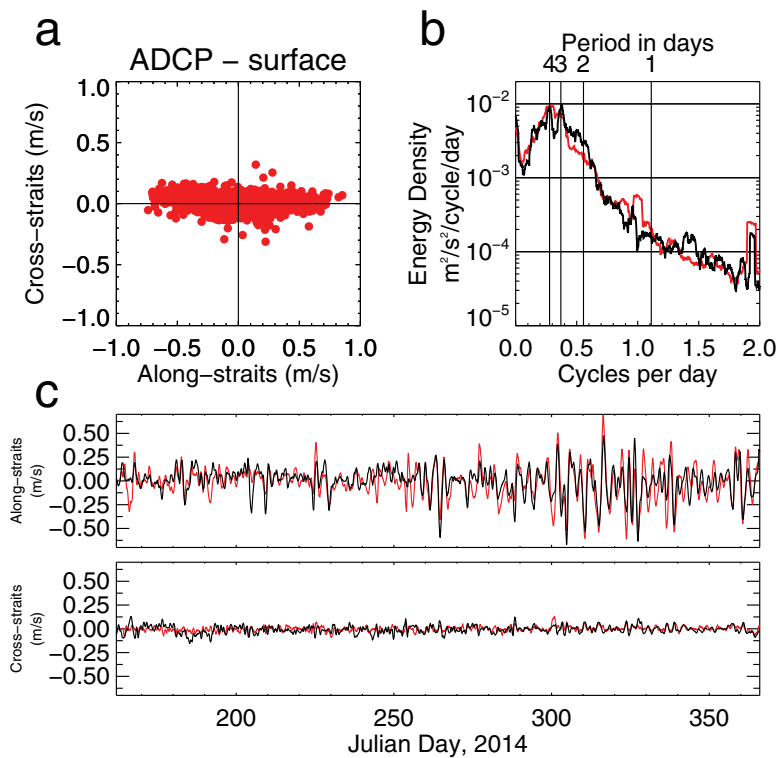 a
ADCP – surface
1.0
0.5
0.0
−0.5
−1.0
Cross−straits (m/s)
−1.0 −0.5 0.0 0.5 1.0
Along−straits (m/s)
b
Period in days
4 3 2 1
10⁻²
10⁻³
10⁻⁴
10⁻⁵
Energy Density
m²/s²/cycle/day
0.0 0.5 1.0 1.5 2.0
Cycles per day
c
0.50
0.25
0.00
−0.25
−0.50
Along−straits
(m/s)
0.50
0.25
0.00
−0.25
−0.50
Cross−straits
(m/s)
200 250 300 350
Julian Day, 2014